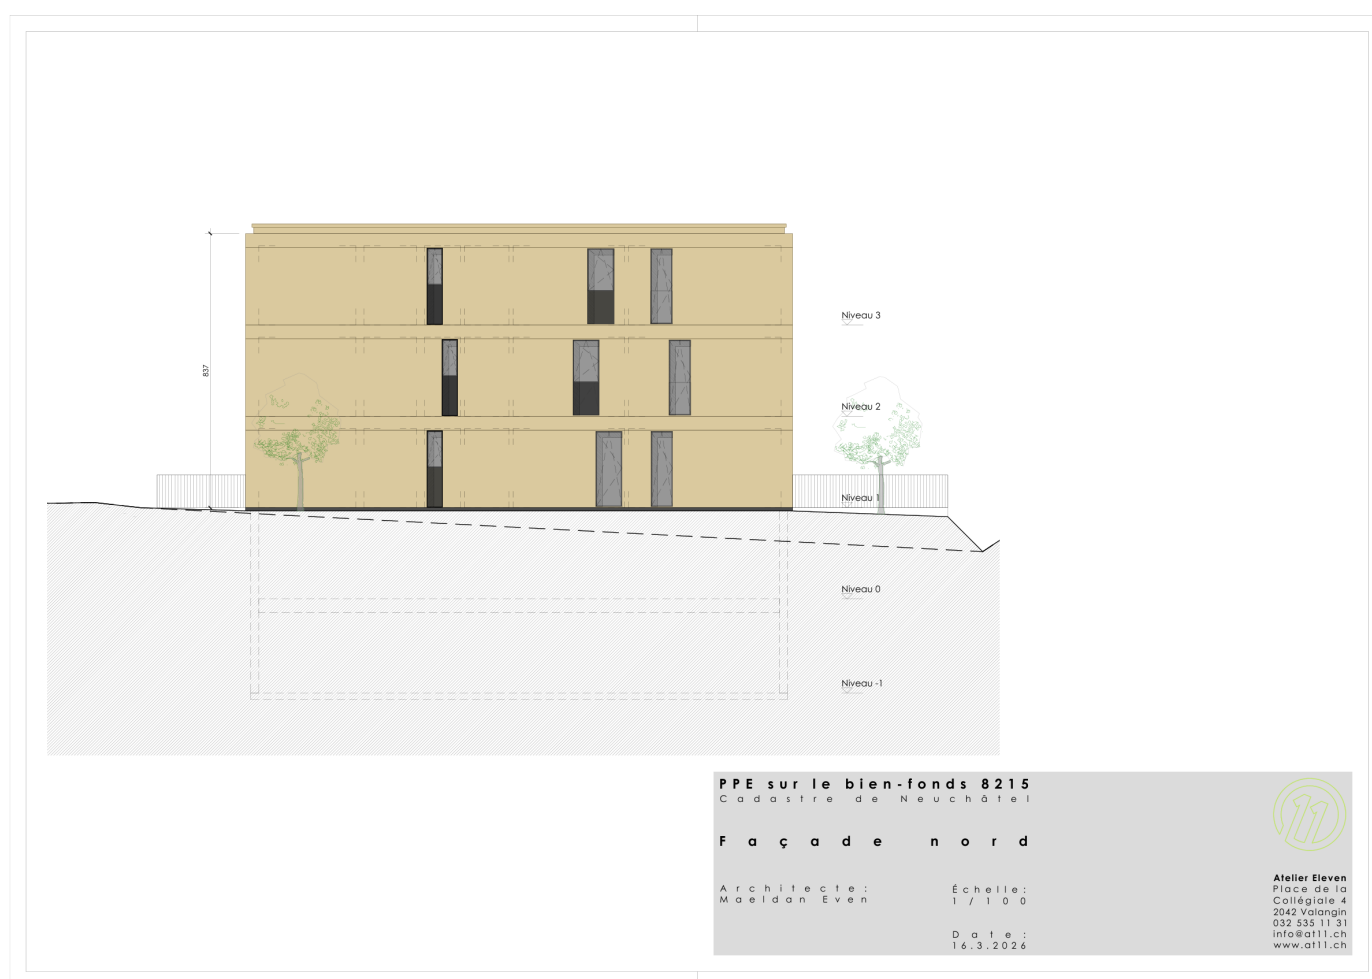 837
Niveau 3
Niveau 2
Niveau 1
Niveau 0
Niveau -1
PPE sur le bien-fonds 8215
Cadastre de Neuchâtel
Façade nord
Architecte:
Maeldan Even
Échelle:
1/100
Date:
16.3.2026
11
Atelier Eleven
Place de la
Collégiale 4
2042 Valangin
032 535 11 31
info@at11.ch
www.at11.ch